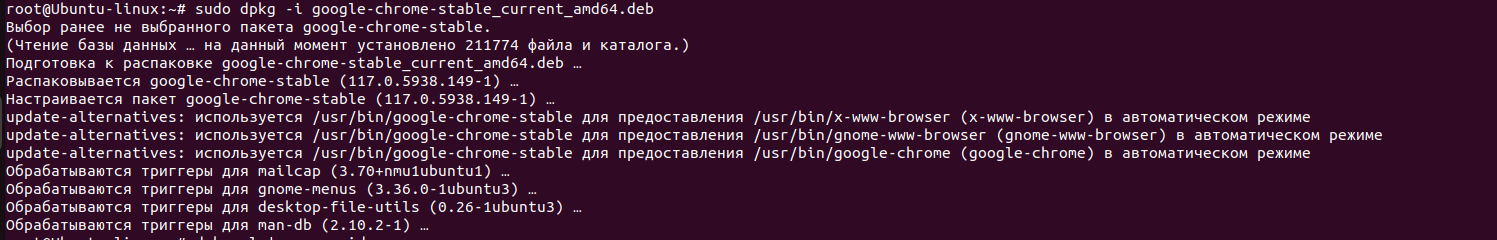 root@Ubuntu-linux:~# sudo dpkg -i google-chrome-stable_current_amd64.deb
Выбор ранее не выбранного пакета google-chrome-stable.
(Чтение базы данных … на данный момент установлено 211774 файла и каталога.)
Подготовка к распаковке google-chrome-stable_current_amd64.deb …
Распаковывается google-chrome-stable (117.0.5938.149-1) …
Настраивается пакет google-chrome-stable (117.0.5938.149-1) …
update-alternatives: используется /usr/bin/google-chrome-stable для предоставления /usr/bin/x-www-browser (x-www-browser) в автоматическом режиме
update-alternatives: используется /usr/bin/google-chrome-stable для предоставления /usr/bin/gnome-www-browser (gnome-www-browser) в автоматическом режиме
update-alternatives: используется /usr/bin/google-chrome-stable для предоставления /usr/bin/google-chrome (google-chrome) в автоматическом режиме
Обрабатываются триггеры для mailcap (3.70+nmu1ubuntu1) …
Обрабатываются триггеры для gnome-menus (3.36.0-1ubuntu3) …
Обрабатываются триггеры для desktop-file-utils (0.26-1ubuntu3) …
Обрабатываются триггеры для man-db (2.10.2-1) …